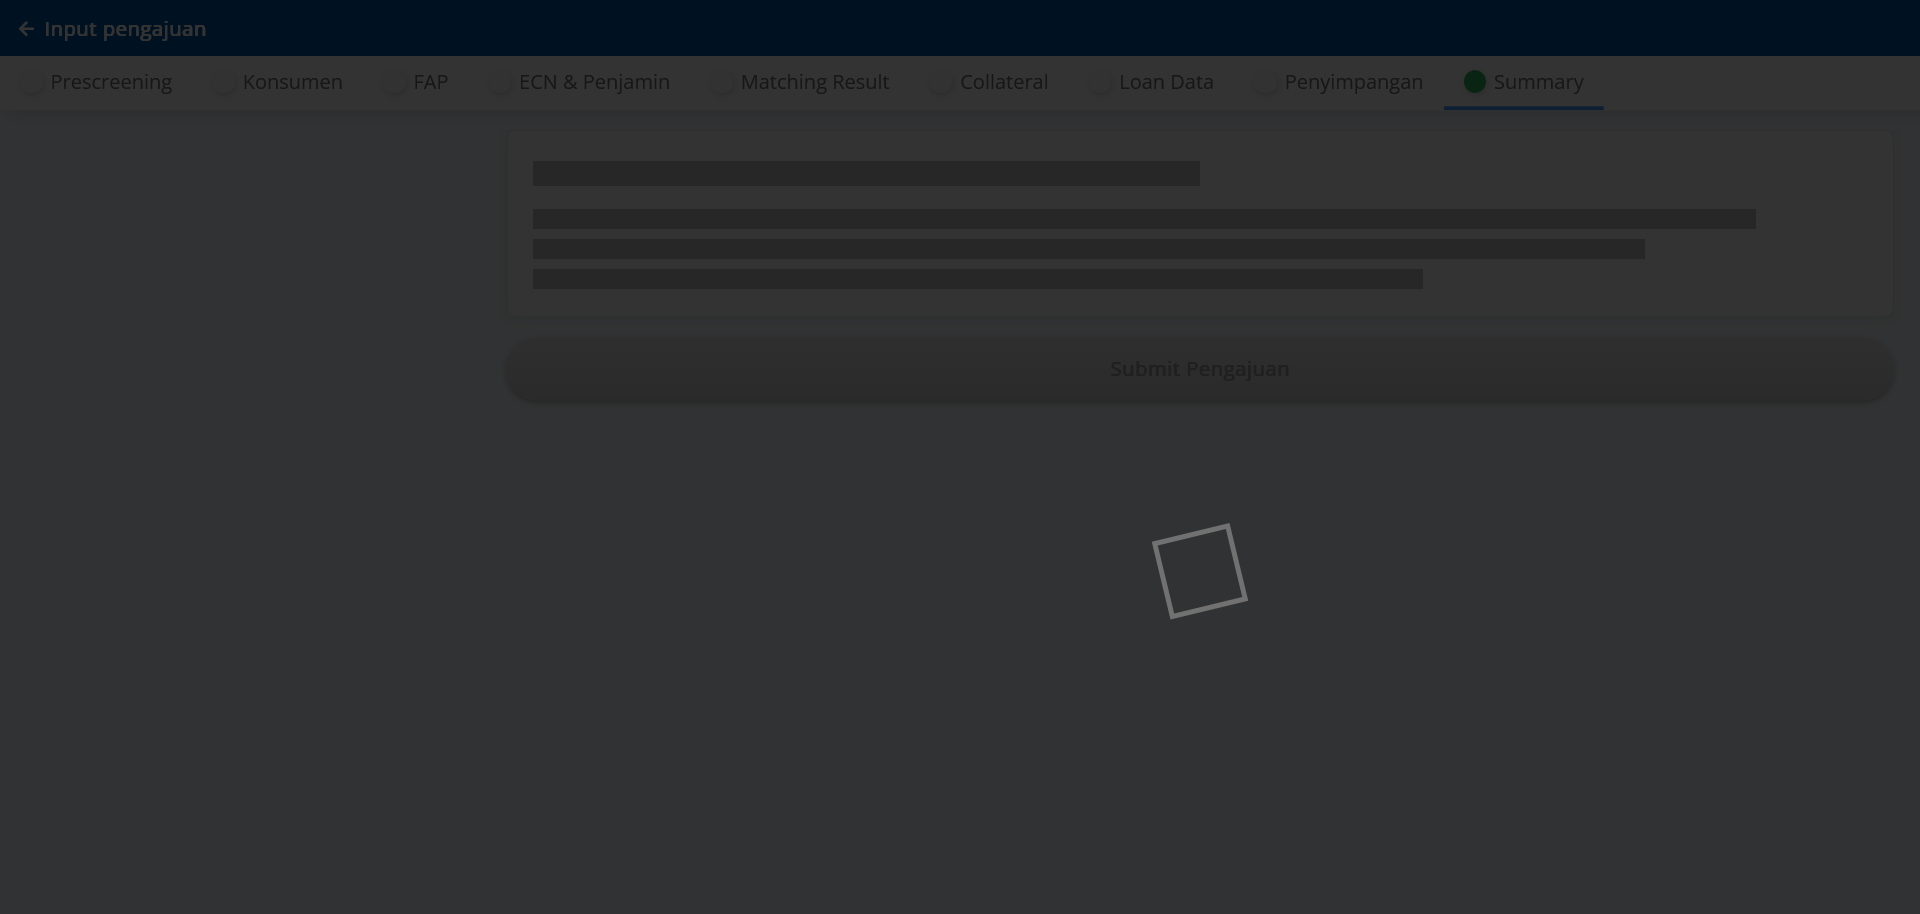 Input pengajuan
Prescreening Konsumen FAP ECN & Penjamin Matching Result Collateral Loan Data Penyimpangan Summary
Submit Pengajuan